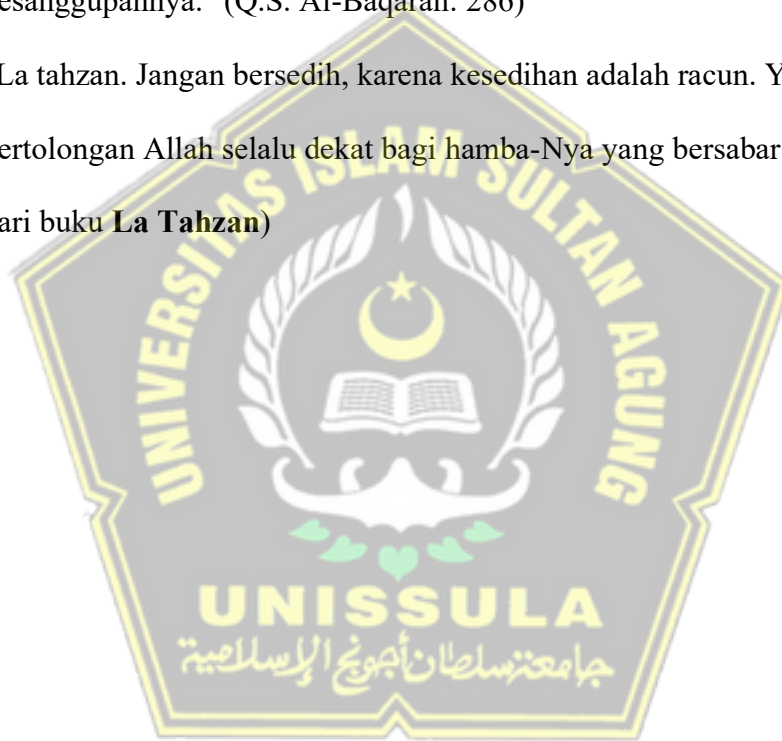 esanggupannya. (Q.S. Al-Baqarah: 286)
La tahzan. Jangan bersedih, karena kesedihan adalah racun. Y
ertolongan Allah selalu dekat bagi hamba-Nya yang bersabar
ari buku La Tahzan)
UNIVERSITAS ISLAM SULTAN AGUNG
UNISSULA
جامعة سلطان أجونج الإسلامية